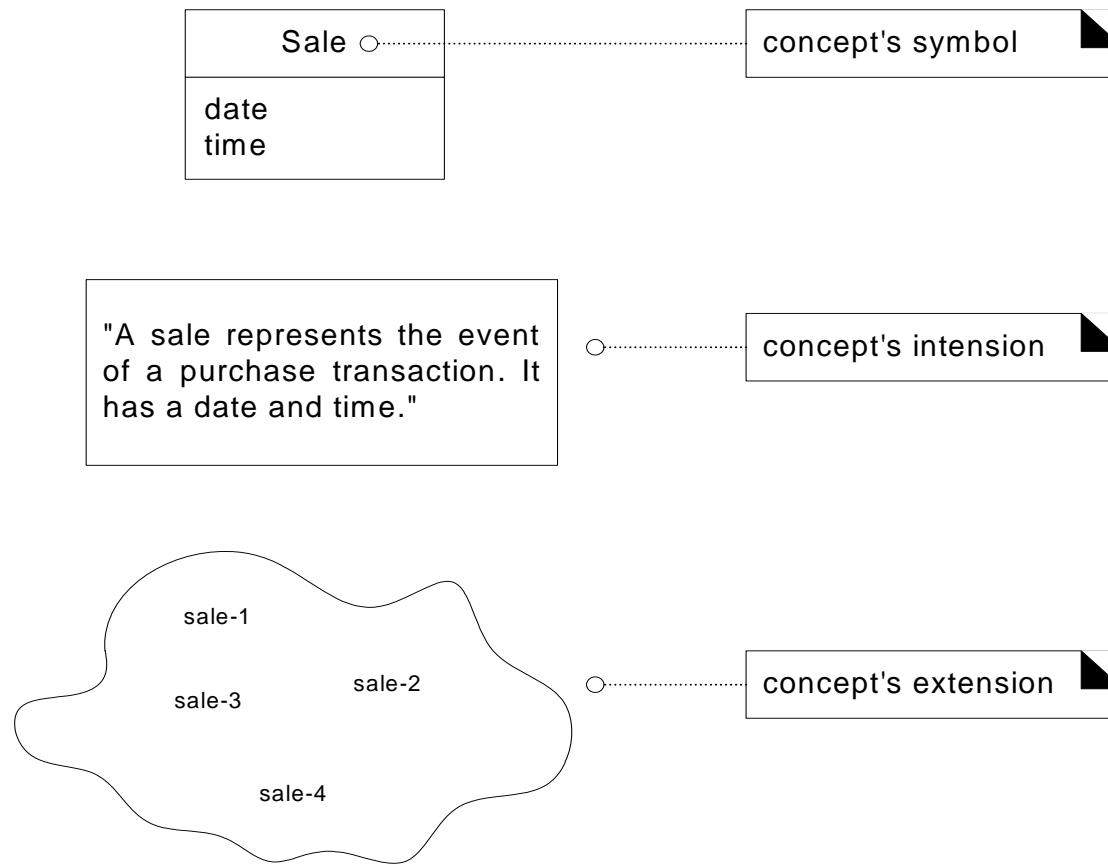 Sale
concept's symbol
date
time
"A sale represents the event
of a purchase transaction. It
has a date and time."
concept's intension
sale-1
sale-2
sale-3
sale-4
concept's extension